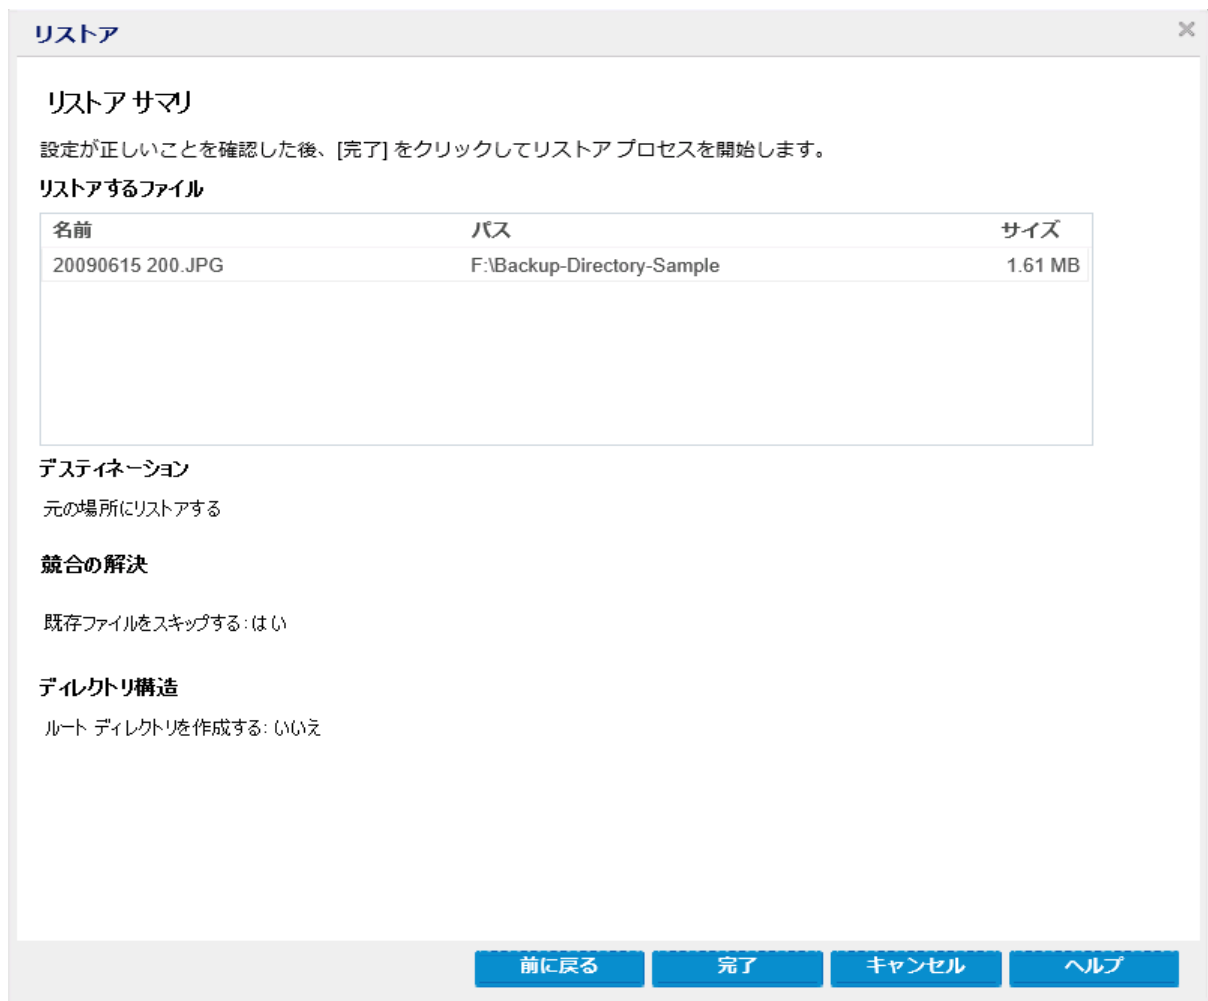 リストア
リストア サマリ
設定が正しいことを確認した後、[完了] をクリックしてリストア プロセスを開始します。
リストアするファイル
名前 パス サイズ
20090615 200.JPG F:\Backup-Directory-Sample 1.61 MB
デスティネーション
元の場所にリストアする
競合の解決
既存ファイルをスキップする: はい
ディレクトリ構造
ルート ディレクトリを作成する: いいえ
前に戻る 完了 キャンセル ヘルプ